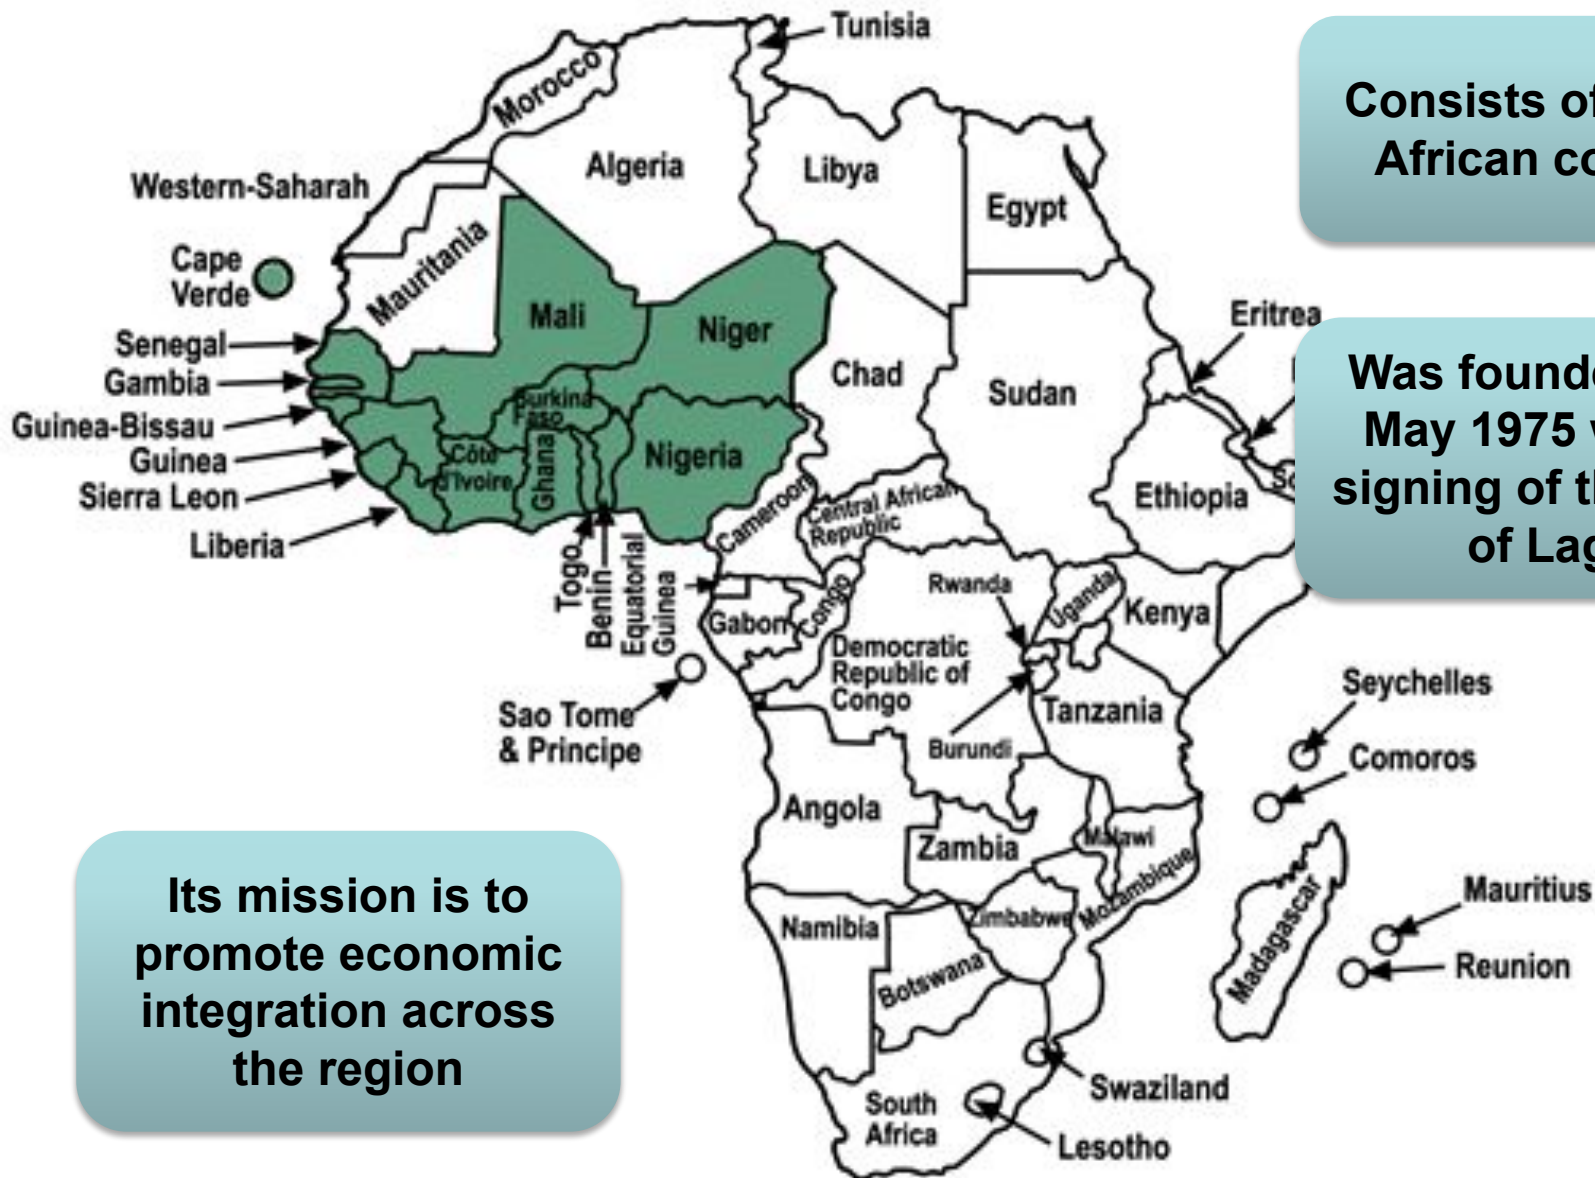 Tunisia
Morocco
Algeria
Libya
Egypt
Western-Saharah
Cape
Verde
Mauritania
Mali
Niger
Chad
Sudan
Eritrea
Senegal
Gambia
Guinea-Bissau
Guinea
Sierra Leon
Liberia
Burkina
Faso
Côte
d'Ivoire
Ghana
Nigeria
Togo
Benin
Equatorial
Guinea
Cameroon
Central African
Republic
Ethiopia
Gabon
Congo
Rwanda
Uganda
Kenya
Democratic
Republic of
Congo
Sao Tome
& Principe
Burundi
Tanzania
Seychelles
Comoros
Angola
Zambia
Malawi
Mozambique
Zimbabwe
Namibia
Botswana
Madagascar
Mauritius
Reunion
Swaziland
South
Africa
Lesotho
Consists of
African co
Was founde
May 1975 w
signing of th
of Lag
Its mission is to
promote economic
integration across
the region